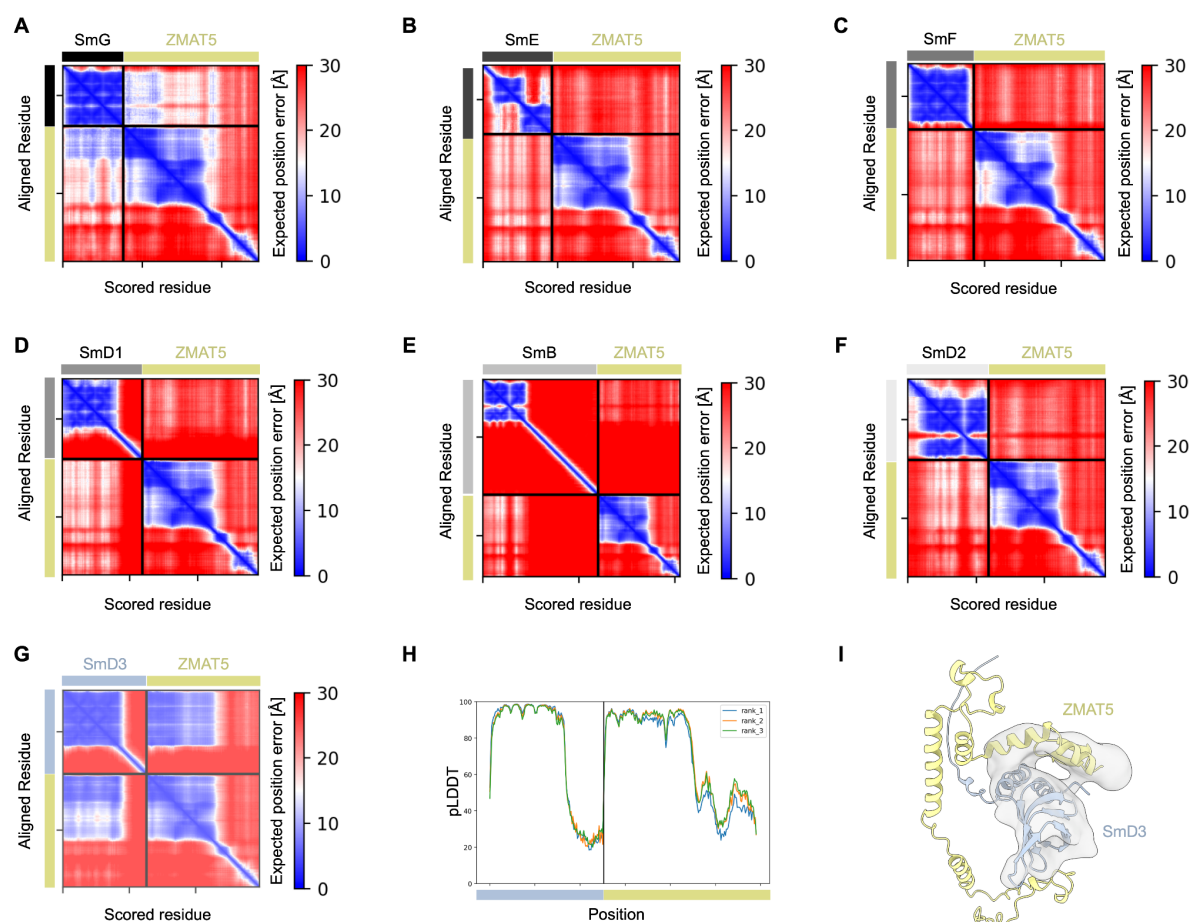 A
SmG ZMAT5
Aligned Residue
Scored residue
30
20
10
0
Expected position error [Å]
B
SmE ZMAT5
Aligned Residue
Scored residue
30
20
10
0
Expected position error [Å]
C
SmF ZMAT5
Aligned Residue
Scored residue
30
20
10
0
Expected position error [Å]
D
SmD1 ZMAT5
Aligned Residue
Scored residue
30
20
10
0
Expected position error [Å]
E
SmB ZMAT5
Aligned Residue
Scored residue
30
20
10
0
Expected position error [Å]
F
SmD2 ZMAT5
Aligned Residue
Scored residue
30
20
10
0
Expected position error [Å]
G
SmD3 ZMAT5
Aligned Residue
Scored residue
30
20
10
0
Expected position error [Å]
H
100
80
60
40
20
0
pLDDT
rank_1
rank_2
rank_3
Position
I
ZMAT5
SmD3